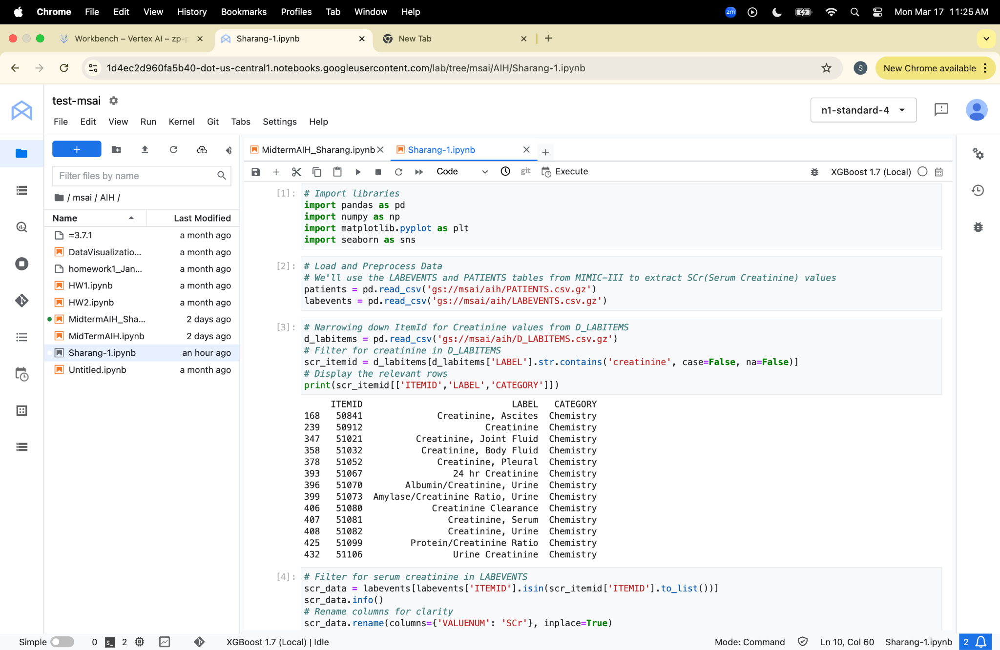 Chrome File Edit View History Bookmarks Profiles Tab Window Help zm Mon Mar 17 11:25 AM
Workbench – Vertex AI – zp-p
Sharang-1.ipynb
New Tab
1d4ec2d960fa5b40-dot-us-central1.notebooks.googleusercontent.com/lab/tree/msai/AIH/Sharang-1.ipynb
S
New Chrome available
test-msai
n1-standard-4
File Edit View Run Kernel Git Tabs Settings Help
MidtermAIH_Sharang.ipynb
Sharang-1.ipynb
Filter files by name
Code
git
Execute
XGBoost 1.7 (Local)
/ msai / AIH /
Name Last Modified
=3.7.1 a month ago
DataVisualizatio... a month ago
homework1_Jan... a month ago
HW1.ipynb a month ago
HW2.ipynb a month ago
MidtermAIH_Sha... 2 days ago
MidTermAIH.ipynb 2 days ago
Sharang-1.ipynb an hour ago
Untitled.ipynb a month ago
[1]: # Import libraries
import pandas as pd
import numpy as np
import matplotlib.pyplot as plt
import seaborn as sns
[2]: # Load and Preprocess Data
# We'll use the LABEVENTS and PATIENTS tables from MIMIC-III to extract SCr(Serum Creatinine) values
patients = pd.read_csv('gs://msai/aih/PATIENTS.csv.gz')
labevents = pd.read_csv('gs://msai/aih/LABEVENTS.csv.gz')
[3]: # Narrowing down ItemId for Creatinine values from D_LABITEMS
d_labitems = pd.read_csv('gs://msai/aih/D_LABITEMS.csv.gz')
# Filter for creatinine in D_LABITEMS
scr_itemid = d_labitems[d_labitems['LABEL'].str.contains('creatinine', case=False, na=False)]
# Display the relevant rows
print(scr_itemid[['ITEMID','LABEL','CATEGORY']])
ITEMID LABEL CATEGORY
168 50841 Creatinine, Ascites Chemistry
239 50912 Creatinine Chemistry
347 51021 Creatinine, Joint Fluid Chemistry
358 51032 Creatinine, Body Fluid Chemistry
378 51052 Creatinine, Pleural Chemistry
393 51067 24 hr Creatinine Chemistry
396 51070 Albumin/Creatinine, Urine Chemistry
399 51073 Amylase/Creatinine Ratio, Urine Chemistry
406 51080 Creatinine Clearance Chemistry
407 51081 Creatinine, Serum Chemistry
408 51082 Creatinine, Urine Chemistry
425 51099 Protein/Creatinine Ratio Chemistry
432 51106 Urine Creatinine Chemistry
[4]: # Filter for serum creatinine in LABEVENTS
scr_data = labevents[labevents['ITEMID'].isin(scr_itemid['ITEMID'].to_list())]
scr_data.info()
# Rename columns for clarity
scr_data.rename(columns={'VALUENUM': 'SCr'}, inplace=True)
Simple 0 $_ 2 XGBoost 1.7 (Local) | Idle Mode: Command Ln 10, Col 60 Sharang-1.ipynb 2